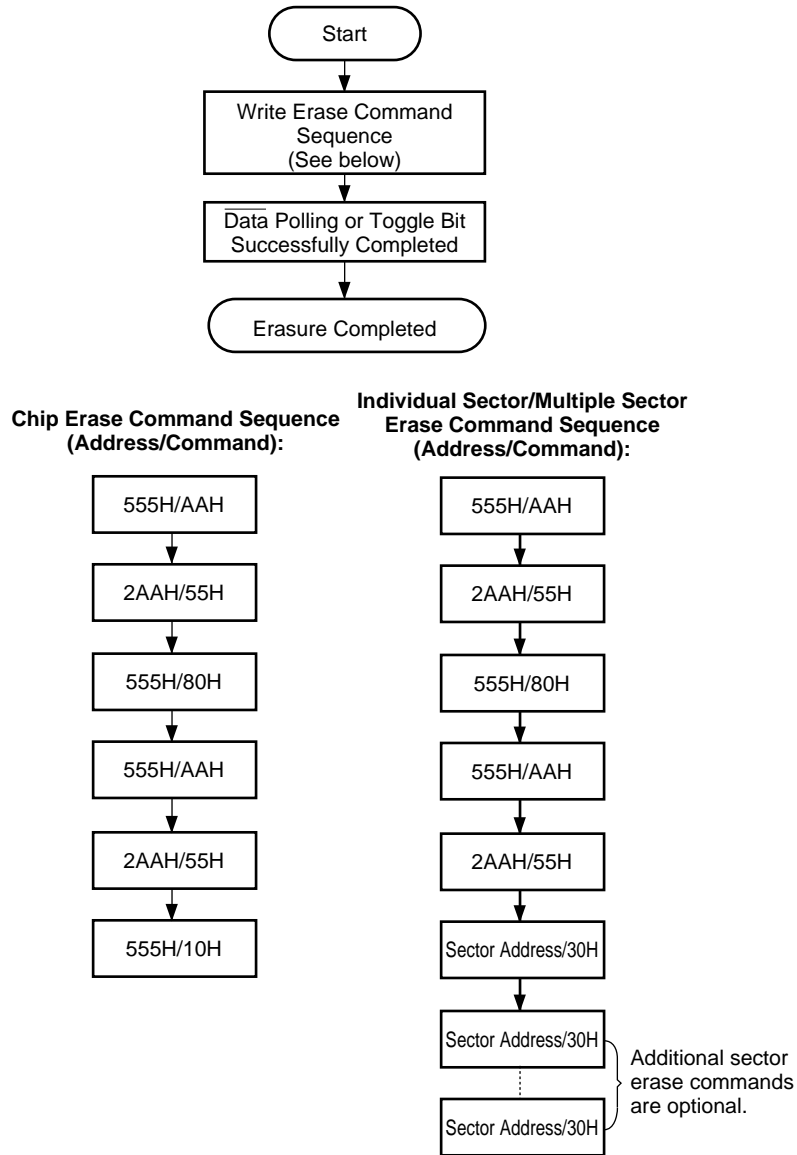 Start
Write Erase Command
Sequence
(See below)
Data Polling or Toggle Bit
Successfully Completed
Erasure Completed
Chip Erase Command Sequence
(Address/Command):
555H/AAH
2AAH/55H
555H/80H
555H/AAH
2AAH/55H
555H/10H
Individual Sector/Multiple Sector
Erase Command Sequence
(Address/Command):
555H/AAH
2AAH/55H
555H/80H
555H/AAH
2AAH/55H
Sector Address/30H
Sector Address/30H
Sector Address/30H
Additional sector
erase commands
are optional.